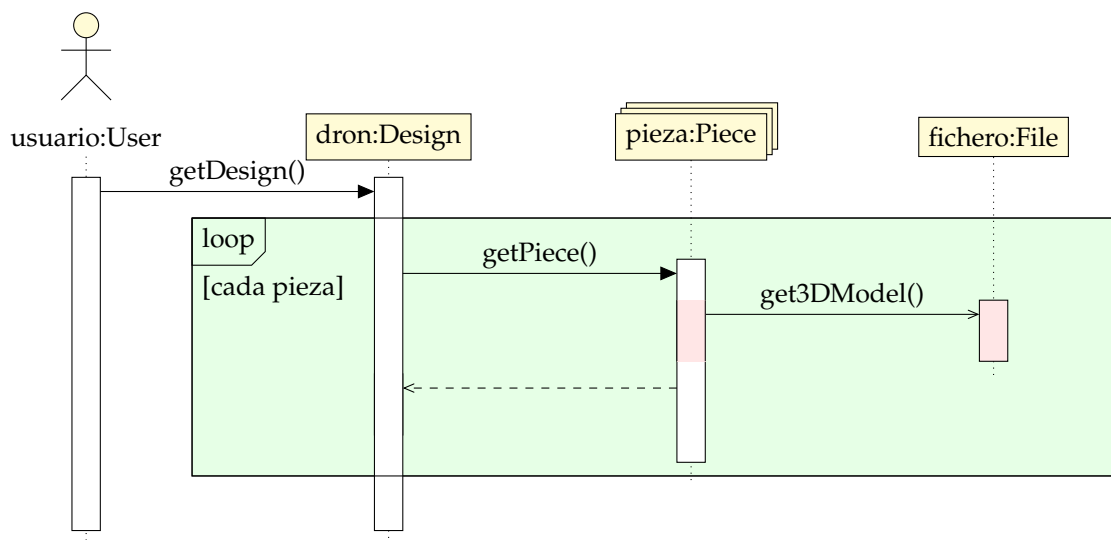 usuario:User
dron:Design
pieza:Piece
fichero:File
getDesign()
loop
[cada pieza]
getPiece()
get3DModel()